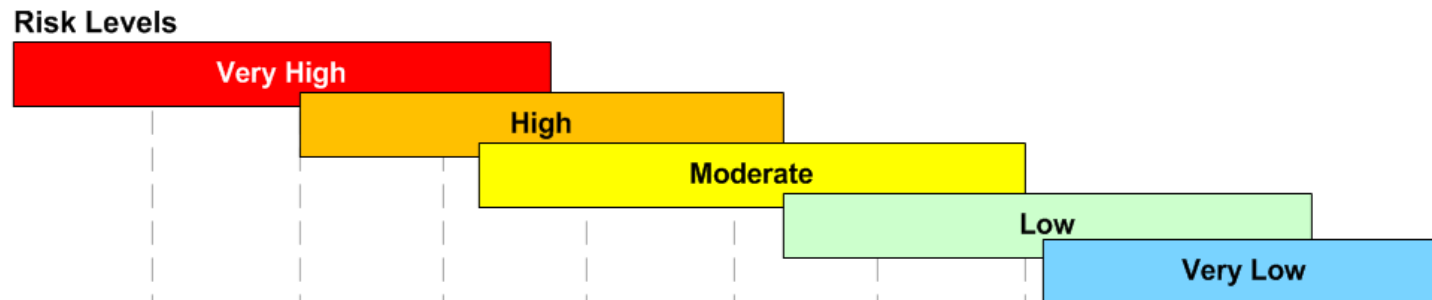 Risk Levels
Very High
High
Moderate
Low
Very Low